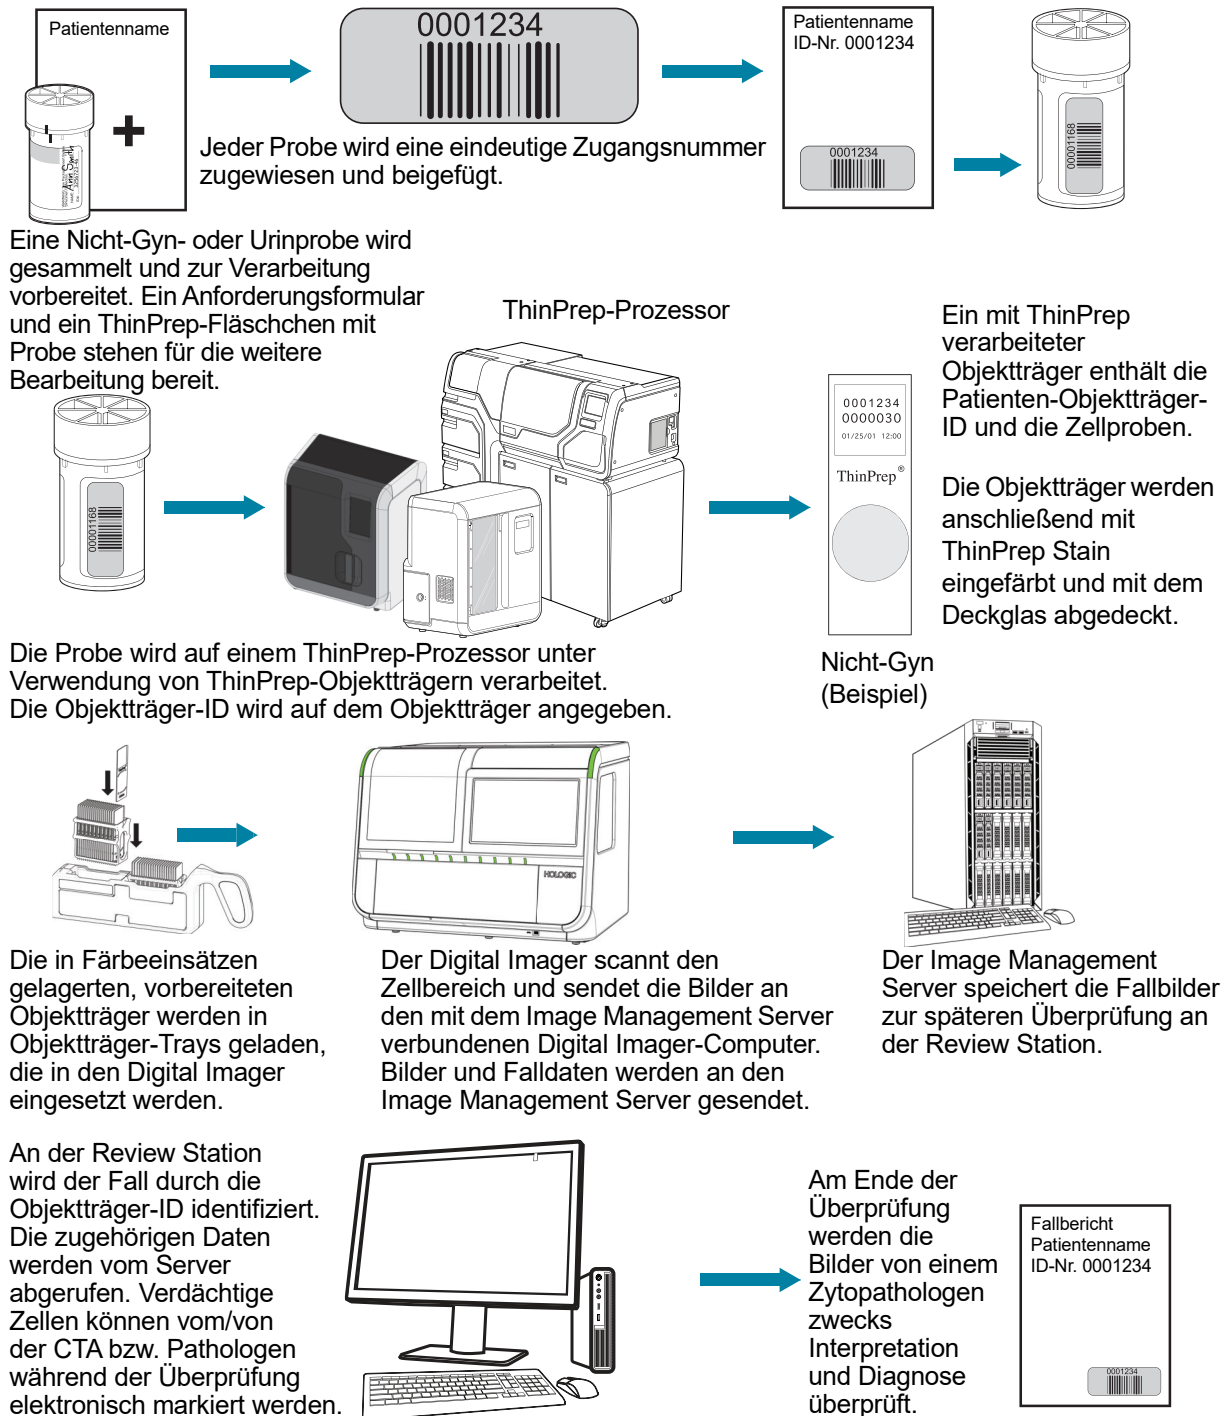 Patientenname
0001234
Patientenname
ID-Nr. 0001234
0001234
00001168
Jeder Probe wird eine eindeutige Zugangsnummer
zugewiesen und beigefügt.
Eine Nicht-Gyn- oder Urinprobe wird
gesammelt und zur Verarbeitung
vorbereitet. Ein Anforderungsformular
und ein ThinPrep-Fläschchen mit
Probe stehen für die weitere
Bearbeitung bereit.
ThinPrep-Prozessor
00001168
0001234
0000030
01/25/01 12:00
ThinPrep®
Ein mit ThinPrep
verarbeiteter
Objektträger enthält die
Patienten-Objektträger-
ID und die Zellproben.
Die Objektträger werden
anschließend mit
ThinPrep Stain
eingefärbt und mit dem
Deckglas abgedeckt.
Die Probe wird auf einem ThinPrep-Prozessor unter
Verwendung von ThinPrep-Objektträgern verarbeitet.
Die Objektträger-ID wird auf dem Objektträger angegeben.
Nicht-Gyn
(Beispiel)
HOLOGIC
Die in Färbeeinsätzen
gelagerten, vorbereiteten
Objektträger werden in
Objektträger-Trays geladen,
die in den Digital Imager
eingesetzt werden.
Der Digital Imager scannt den
Zellbereich und sendet die Bilder an
den mit dem Image Management Server
verbundenen Digital Imager-Computer.
Bilder und Falldaten werden an den
Image Management Server gesendet.
Der Image Management
Server speichert die Fallbilder
zur späteren Überprüfung an
der Review Station.
An der Review Station
wird der Fall durch die
Objektträger-ID identifiziert.
Die zugehörigen Daten
werden vom Server
abgerufen. Verdächtige
Zellen können vom/von
der CTA bzw. Pathologen
während der Überprüfung
elektronisch markiert werden.
Am Ende der
Überprüfung
werden die
Bilder von einem
Zytopathologen
zwecks
Interpretation
und Diagnose
überprüft.
Fallbericht
Patientenname
ID-Nr. 0001234
0001234